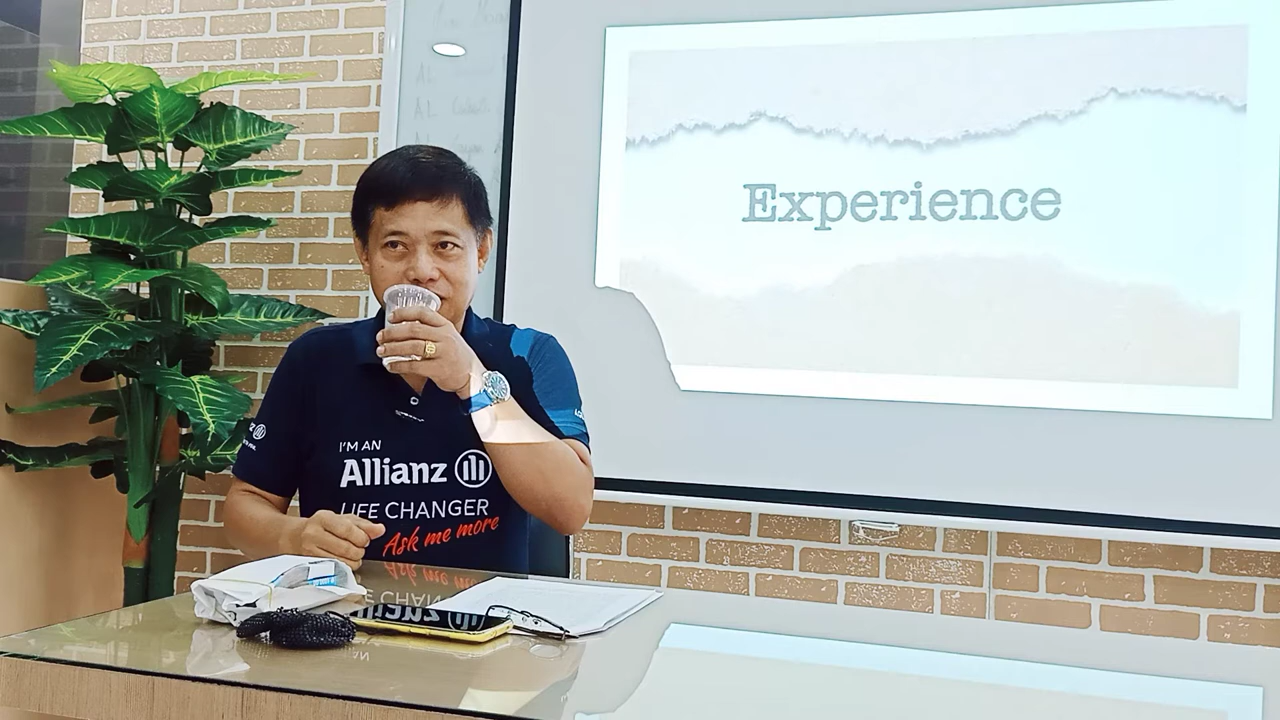 Experience
I'M AN
Allianz
LIFE CHANGER
Ask me more